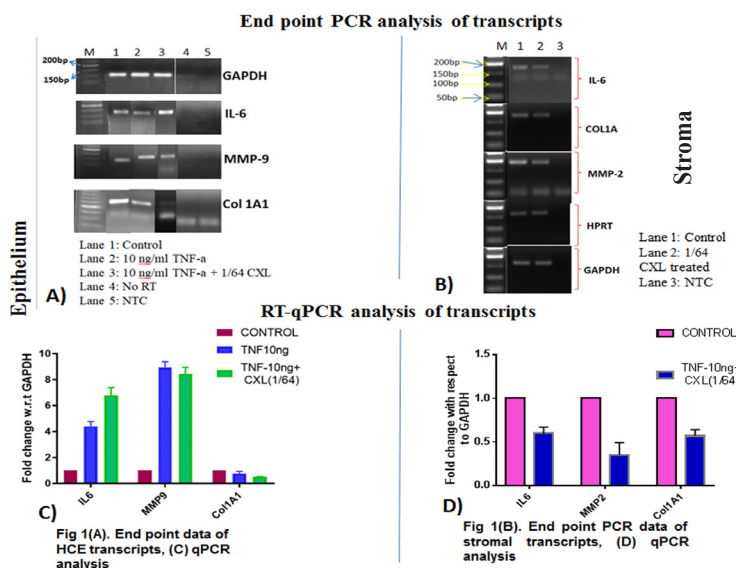 End point PCR analysis of transcripts
M 1 2 3 4 5
200bp
150bp
GAPDH
IL-6
MMP-9
Col 1A1
Epithelium
Lane 1: Control
Lane 2: 10 ng/ml TNF-a
Lane 3: 10 ng/ml TNF-a + 1/64 CXL
Lane 4: No RT
Lane 5: NTC
A)
M 1 2 3
200bp
150bp
100bp
50bp
IL-6
COL1A
MMP-2
HPRT
GAPDH
Stroma
Lane 1: Control
Lane 2: 1/64
CXL treated
Lane 3: NTC
B)
RT-qPCR analysis of transcripts
CONTROL
TNF10ng
TNF-10ng+
CXL(1/64)
Fold change w.r.t GAPDH
10
8
6
4
2
0
IL6
MMP9
Col1A1
C)
Fig 1(A). End point data of
HCE transcripts, (C) qPCR
analysis
CONTROL
TNF-10ng+
CXL(1/64)
Fold change with respect
to GAPDH
1.5
1.0
0.5
0.0
IL6
MMP2
Col1A1
D)
Fig 1(B). End point PCR data of
stromal transcripts, (D) qPCR
analysis